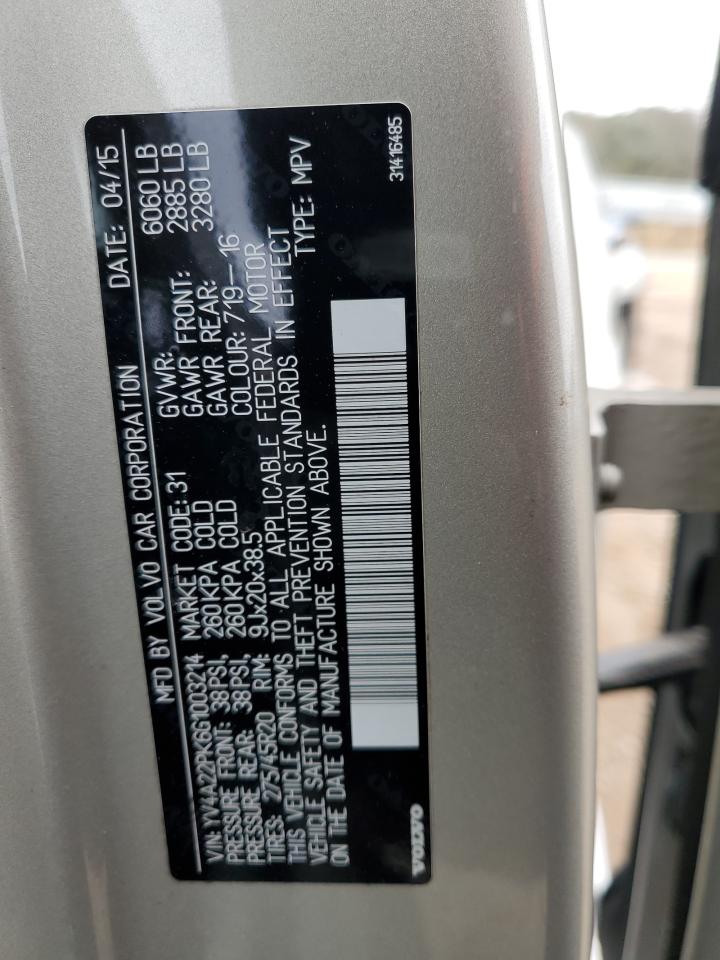 MFD BY VOLVO CAR CORPORATION DATE: 04/15
VIN: YV4A22PK6G1003214 MARKET CODE: 31 GVWR: 6060 LB
PRESSURE FRONT: 38PSI, 260KPA COLD GAWR FRONT: 2885 LB
PRESSURE REAR: 38PSI, 260KPA COLD GAWR REAR: 3280 LB
TIRES: 275/45R20 RIM: 9Jx20x38.5 COLOUR: 719-16
THIS VEHICLE CONFORMS TO ALL APPLICABLE FEDERAL MOTOR
VEHICLE SAFETY AND THEFT PREVENTION STANDARDS IN EFFECT
ON THE DATE OF MANUFACTURE SHOWN ABOVE. TYPE: MPV
VOLVO 31416485